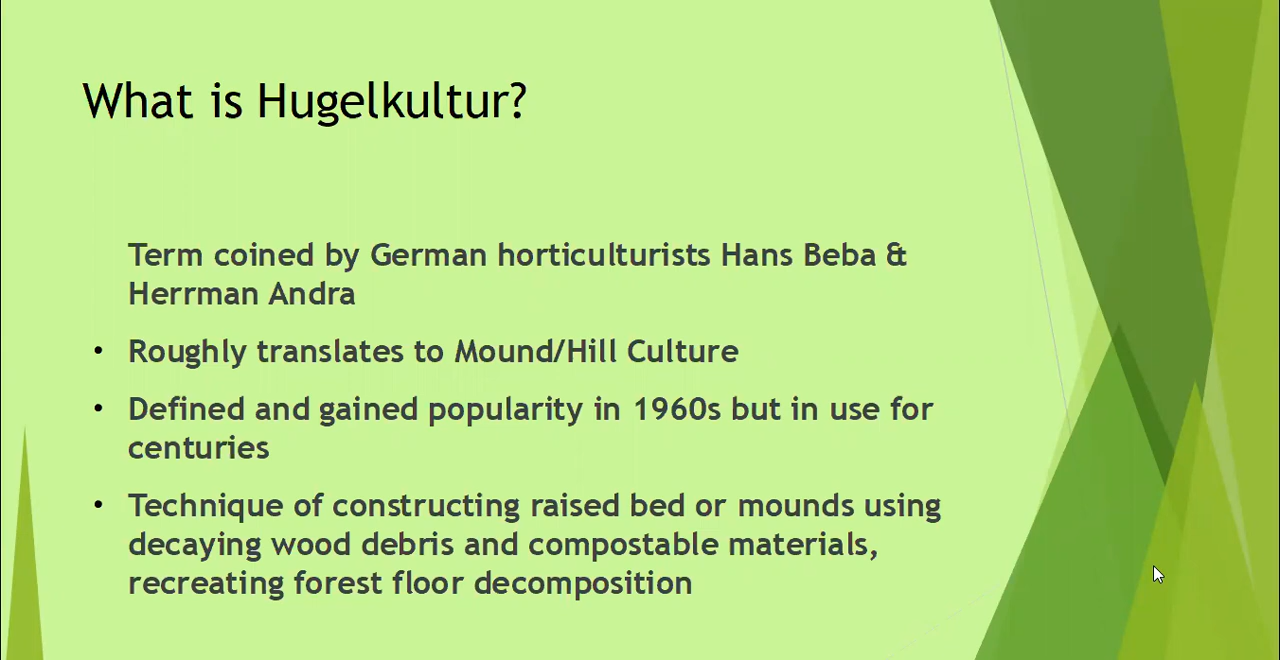 What is Hugelkultur?
Term coined by German horticulturists Hans Beba &
Herrman Andra
• Roughly translates to Mound/Hill Culture
• Defined and gained popularity in 1960s but in use for
centuries
• Technique of constructing raised bed or mounds using
decaying wood debris and compostable materials,
recreating forest floor decomposition